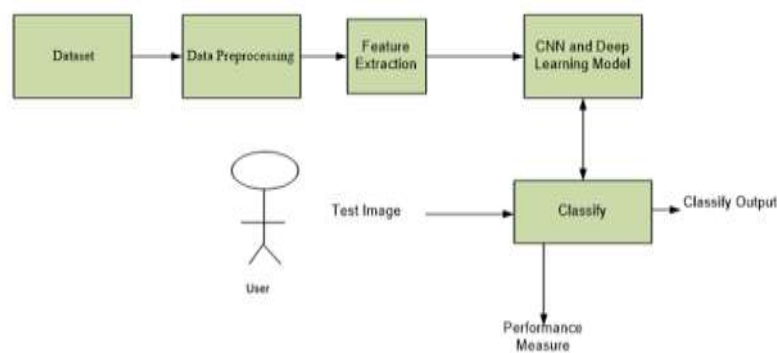 Dataset
Data Preprocessing
Feature
Extraction
CNN and Deep
Learning Model
Test Image
Classify
Classify Output
User
Performance
Measure